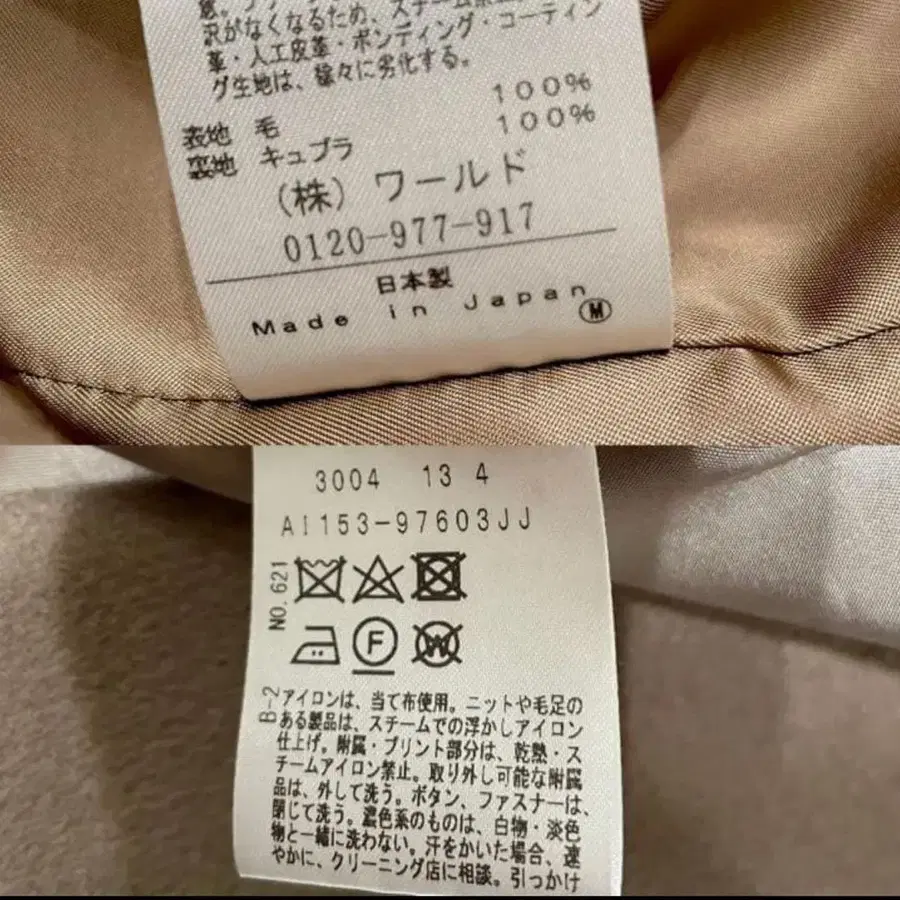 沢がなくなるため、スチーム
革・人工皮革・ボンディング・コーティン
グ生地は、徐々に劣化する。
表地 毛 100%
裏地 キュプラ 100%
(株) ワールド
0120-977-917
日本製
Made in Japan M
3004 13 4
AI153-97603JJ
NO.621
F W
B-2
アイロンは、当て布使用。ニットや毛足の
ある製品は、スチームでの浮かしアイロン
仕上げ。附属・プリント部分は、乾熱・ス
チームアイロン禁止。取り外し可能な附属
品は、外して洗う。ボタン、ファスナーは、
閉じて洗う。濃色系のものは、白物・淡色
物と一緒に洗わない。汗をかいた場合、速
やかに、クリーニング店に相談。引っかけ